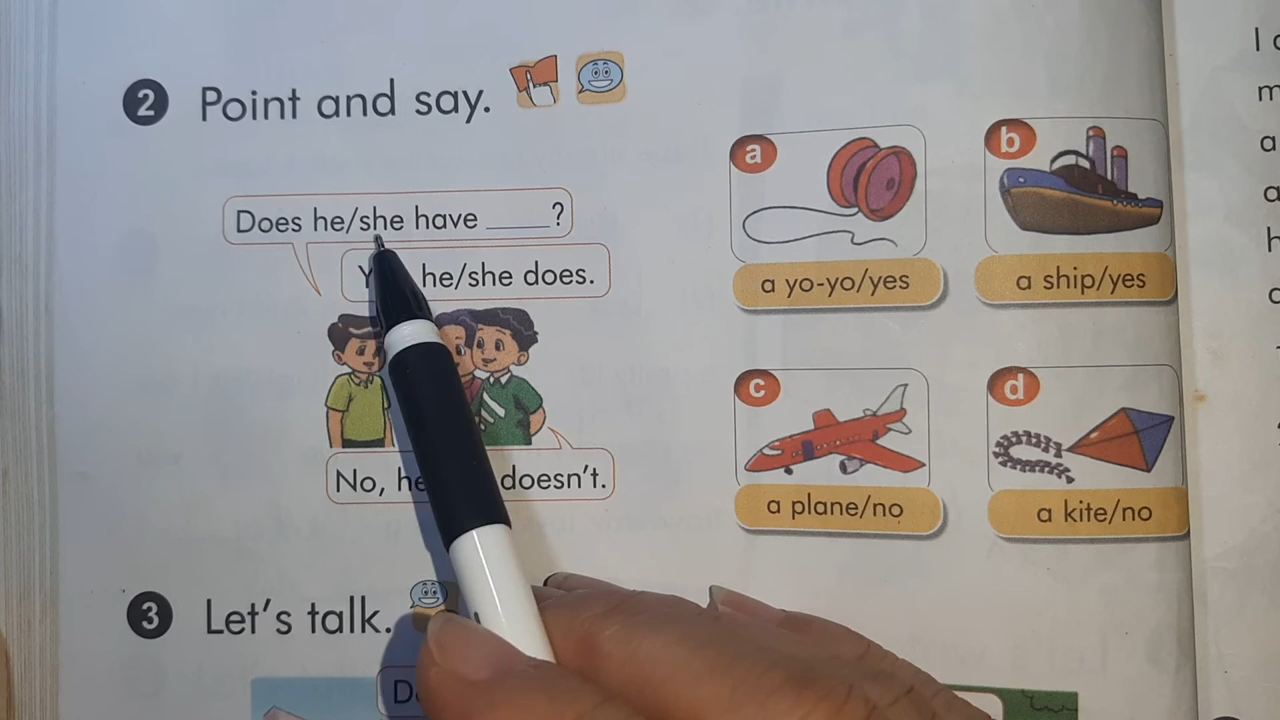 2 Point and say.
Does he/she have ____?
he/she does.
No, he doesn't.
a
a yo-yo/yes
b
a ship/yes
c
a plane/no
d
a kite/no
3 Let's talk.
I